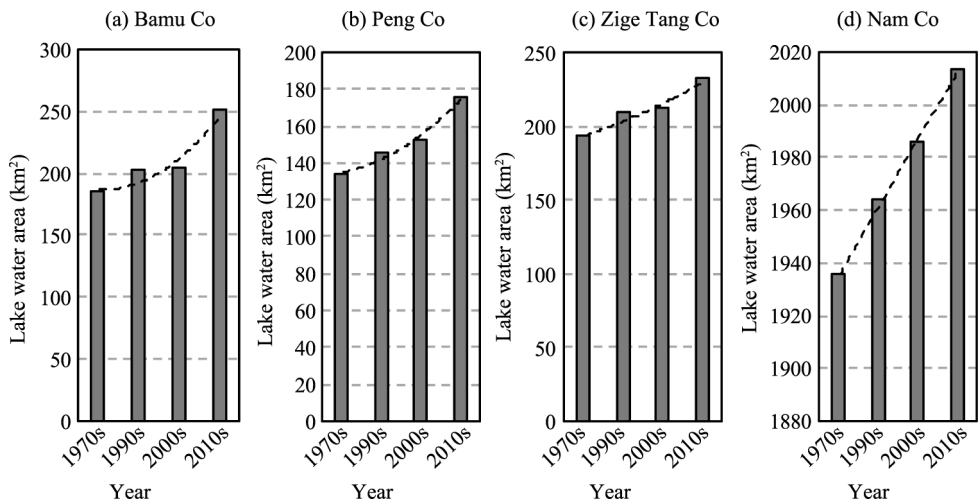 (a) Bamu Co
Lake water area (km²)
300
250
200
150
100
50
0
1970s
1990s
2000s
2010s
Year
(b) Peng Co
Lake water area (km²)
200
180
160
140
120
100
80
60
40
20
0
1970s
1990s
2000s
2010s
Year
(c) Zige Tang Co
Lake water area (km²)
250
200
150
100
50
0
1970s
1990s
2000s
2010s
Year
(d) Nam Co
Lake water area (km²)
2020
2000
1980
1960
1940
1920
1900
1880
1970s
1990s
2000s
2010s
Year